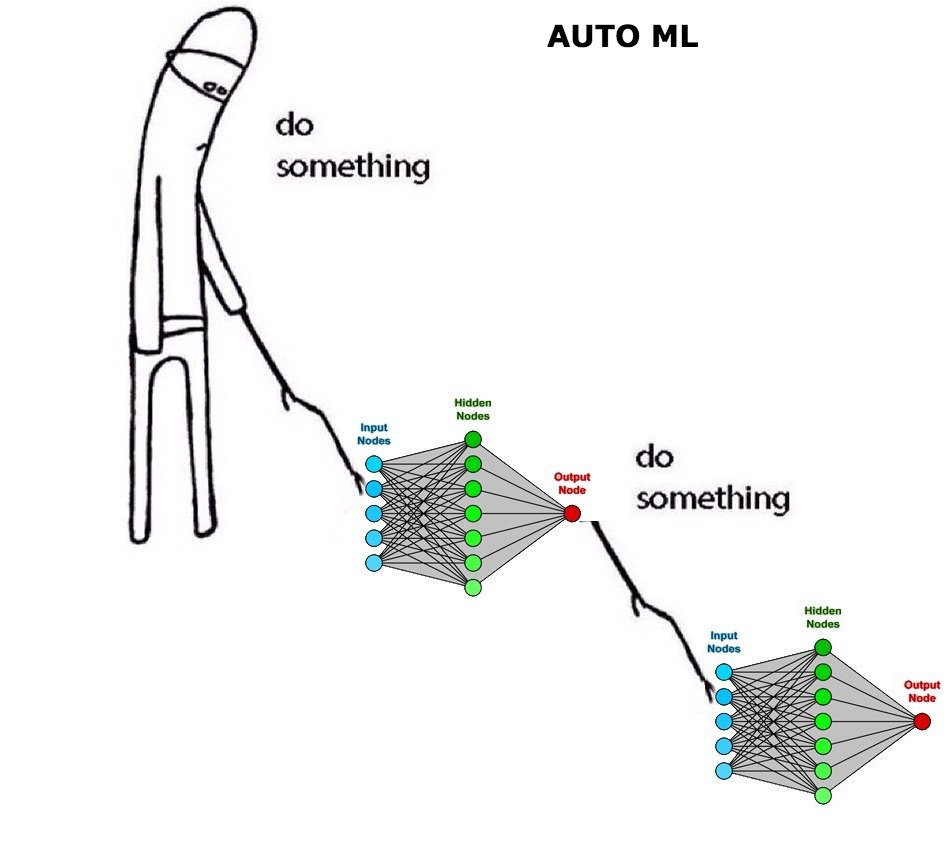 AUTO ML
do
something
Hidden
Nodes
Input
Nodes
Output
Node
do
something
Hidden
Nodes
Input
Nodes
Output
Node